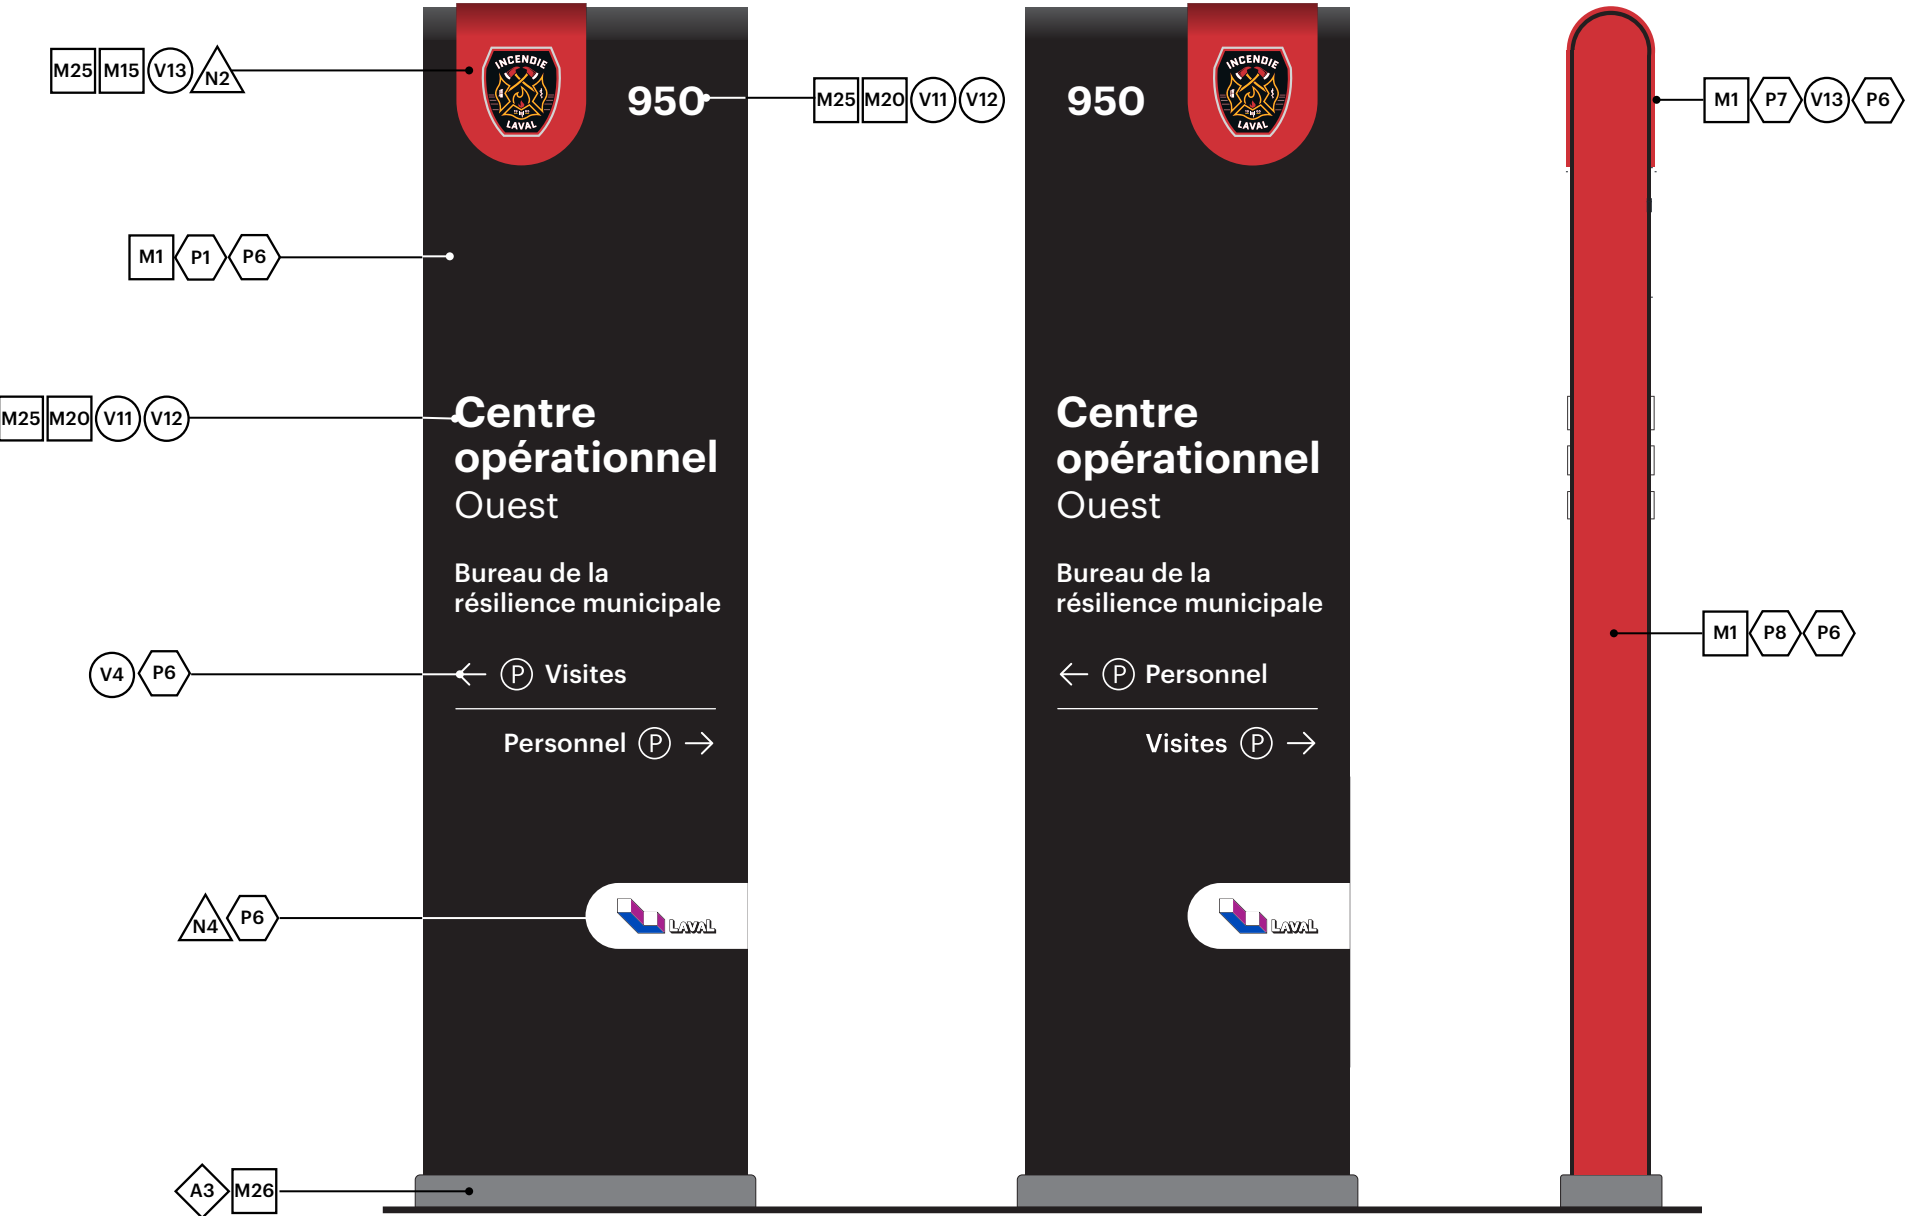 M25 M15 V13 N2
INCENDIE
LAVAL
950
M25 M20 V11 V12
M1 P1 P6
M25 M20 V11 V12
Centre
opérationnel
Ouest
Bureau de la
résilience municipale
V4 P6
← P Visites
Personnel P →
N4 P6
LAVAL
A3 M26
950
INCENDIE
LAVAL
Centre
opérationnel
Ouest
Bureau de la
résilience municipale
← P Personnel
Visites P →
LAVAL
M1 P7 V13 P6
M1 P8 P6